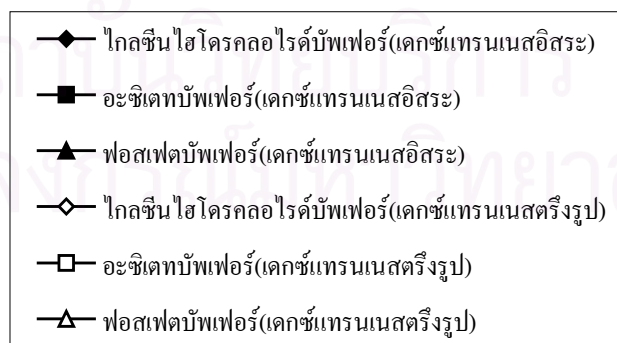 ไกลซีนไฮโดรคลอไรด์บัพเฟอร์(เดกซ์แทรนเนสอิสระ)
อะซิเตทบัพเฟอร์(เดกซ์แทรนเนสอิสระ)
ฟอสเฟตบัพเฟอร์(เดกซ์แทรนเนสอิสระ)
ไกลซีนไฮโดรคลอไรด์บัพเฟอร์(เดกซ์แทรนเนสตรึงรูป)
อะซิเตทบัพเฟอร์(เดกซ์แทรนเนสตรึงรูป)
ฟอสเฟตบัพเฟอร์(เดกซ์แทรนเนสตรึงรูป)